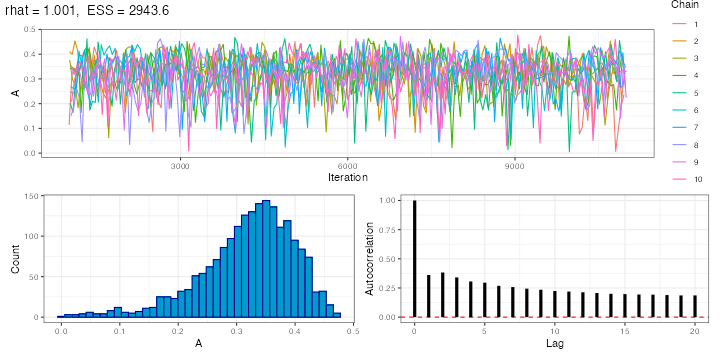 rhat = 1.001,  ESS = 2943.6
Chain
1
2
3
4
5
6
7
8
9
10
0.5
0.4
0.3
0.2
0.1
0.0
A
3000 6000 9000
Iteration
150
100
50
0
Count
0.0 0.1 0.2 0.3 0.4 0.5
A
1.00
0.75
0.50
0.25
0.00
Autocorrelation
0 5 10 15 20
Lag